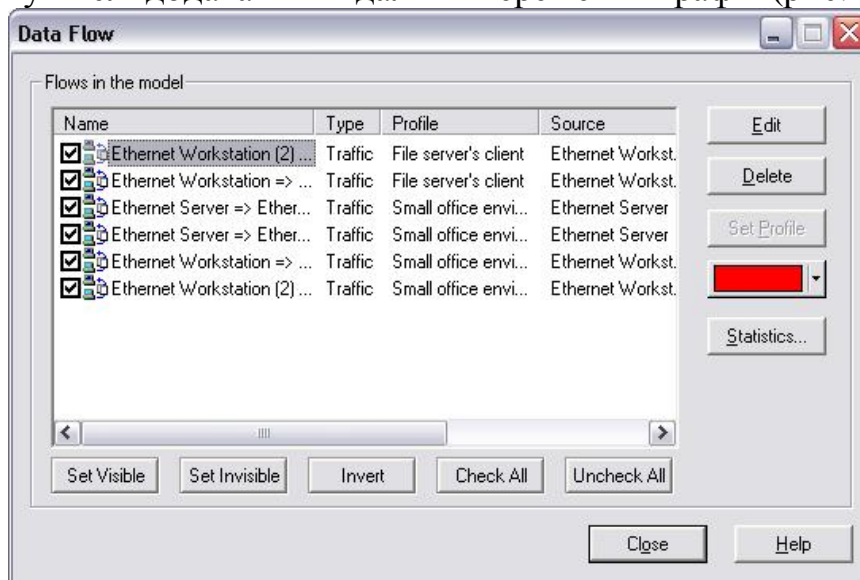 Data Flow
Flows in the model
Name Type Profile Source
Ethernet Workstation (2) ... Traffic File server's client Ethernet Workst.
Ethernet Workstation => ... Traffic File server's client Ethernet Workst.
Ethernet Server => Ether... Traffic Small office envi... Ethernet Server
Ethernet Server => Ether... Traffic Small office envi... Ethernet Server
Ethernet Workstation => ... Traffic Small office envi... Ethernet Workst.
Ethernet Workstation (2) ... Traffic Small office envi... Ethernet Workst.
Edit
Delete
Set Profile
Statistics...
Set Visible Set Invisible Invert Check All Uncheck All
Close Help